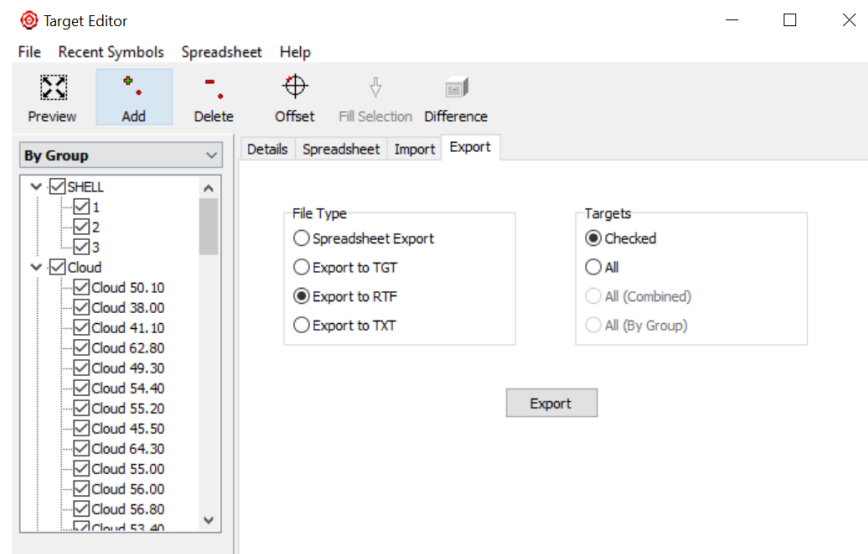 Target Editor
File Recent Symbols Spreadsheet Help
Preview Add Delete Offset Fill Selection Difference
By Group
SHELL
1
2
3
Cloud
Cloud 50.10
Cloud 38.00
Cloud 41.10
Cloud 62.80
Cloud 49.30
Cloud 54.40
Cloud 55.20
Cloud 45.50
Cloud 64.30
Cloud 55.00
Cloud 56.00
Cloud 56.80
Cloud 53.40
Details Spreadsheet Import Export
File Type
Spreadsheet Export
Export to TGT
Export to RTF
Export to TXT
Targets
Checked
All
All (Combined)
All (By Group)
Export